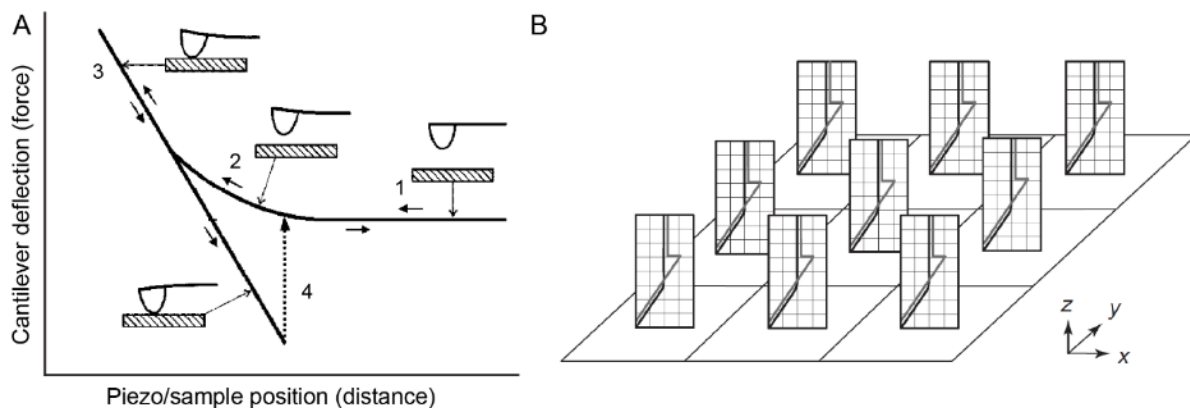 A
Cantilever deflection (force)
3
2
1
4
Piezo/sample position (distance)
B
z
y
x